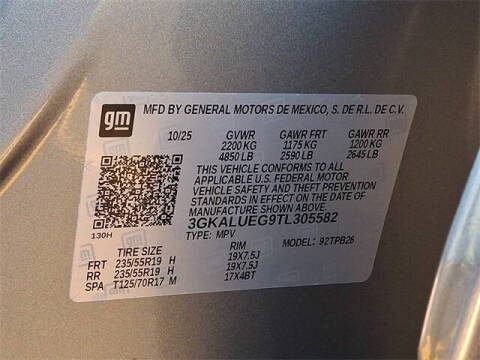 gm MFD BY GENERAL MOTORS DE MEXICO, S. DE R.L. DE C.V.
10/25 GVWR GAWR FRT GAWR RR
2200 KG 1175 KG 1200 KG
4850 LB 2590 LB 2645 LB
THIS VEHICLE CONFORMS TO ALL
APPLICABLE U.S. FEDERAL MOTOR
VEHICLE SAFETY AND THEFT PREVENTION
STANDARDS IN EFFECT ON THE DATE OF
MANUFACTURE SHOWN ABOVE.
3GKALUEG9TL305582
130H TYPE: MPV MODEL: 92TPB26
TIRE SIZE RIM
FRT 235/55R19 H 19X7.5J
RR 235/55R19 H 19X7.5J
SPA T125/70R17 M 17X4BT